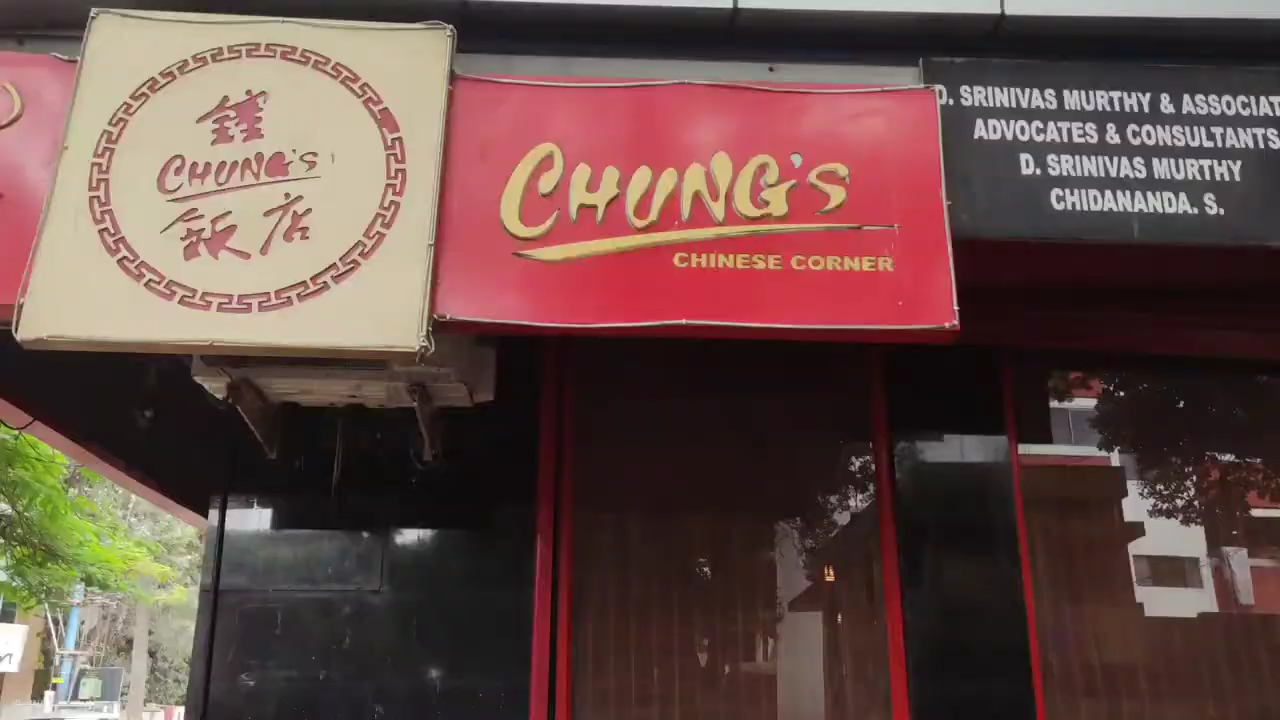 鍾
CHUNG'S
飯店
CHUNG'S
CHINESE CORNER
D. SRINIVAS MURTHY & ASSOCIAT
ADVOCATES & CONSULTANTS
D. SRINIVAS MURTHY
CHIDANANDA. S.